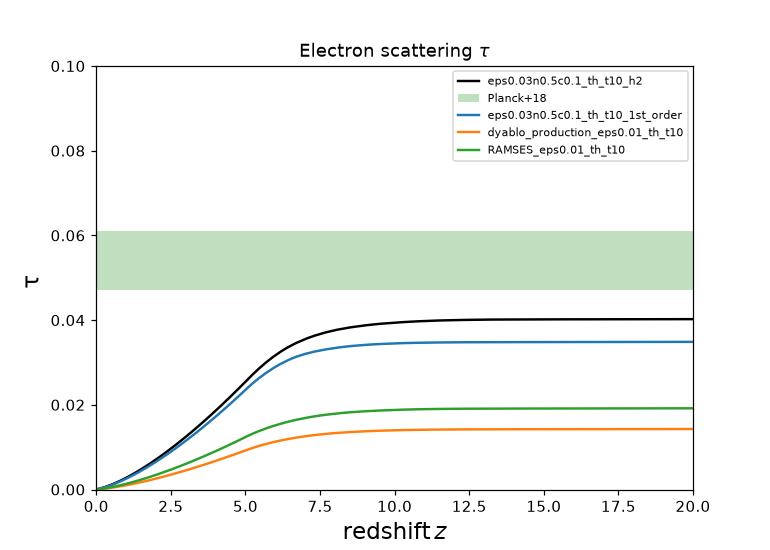 Electron scattering τ
0.10
0.08
0.06
0.04
0.02
0.00
τ
eps0.03n0.5c0.1_th_t10_h2
Planck+18
eps0.03n0.5c0.1_th_t10_1st_order
dyablo_production_eps0.01_th_t10
RAMSES_eps0.01_th_t10
0.0 2.5 5.0 7.5 10.0 12.5 15.0 17.5 20.0
redshift z